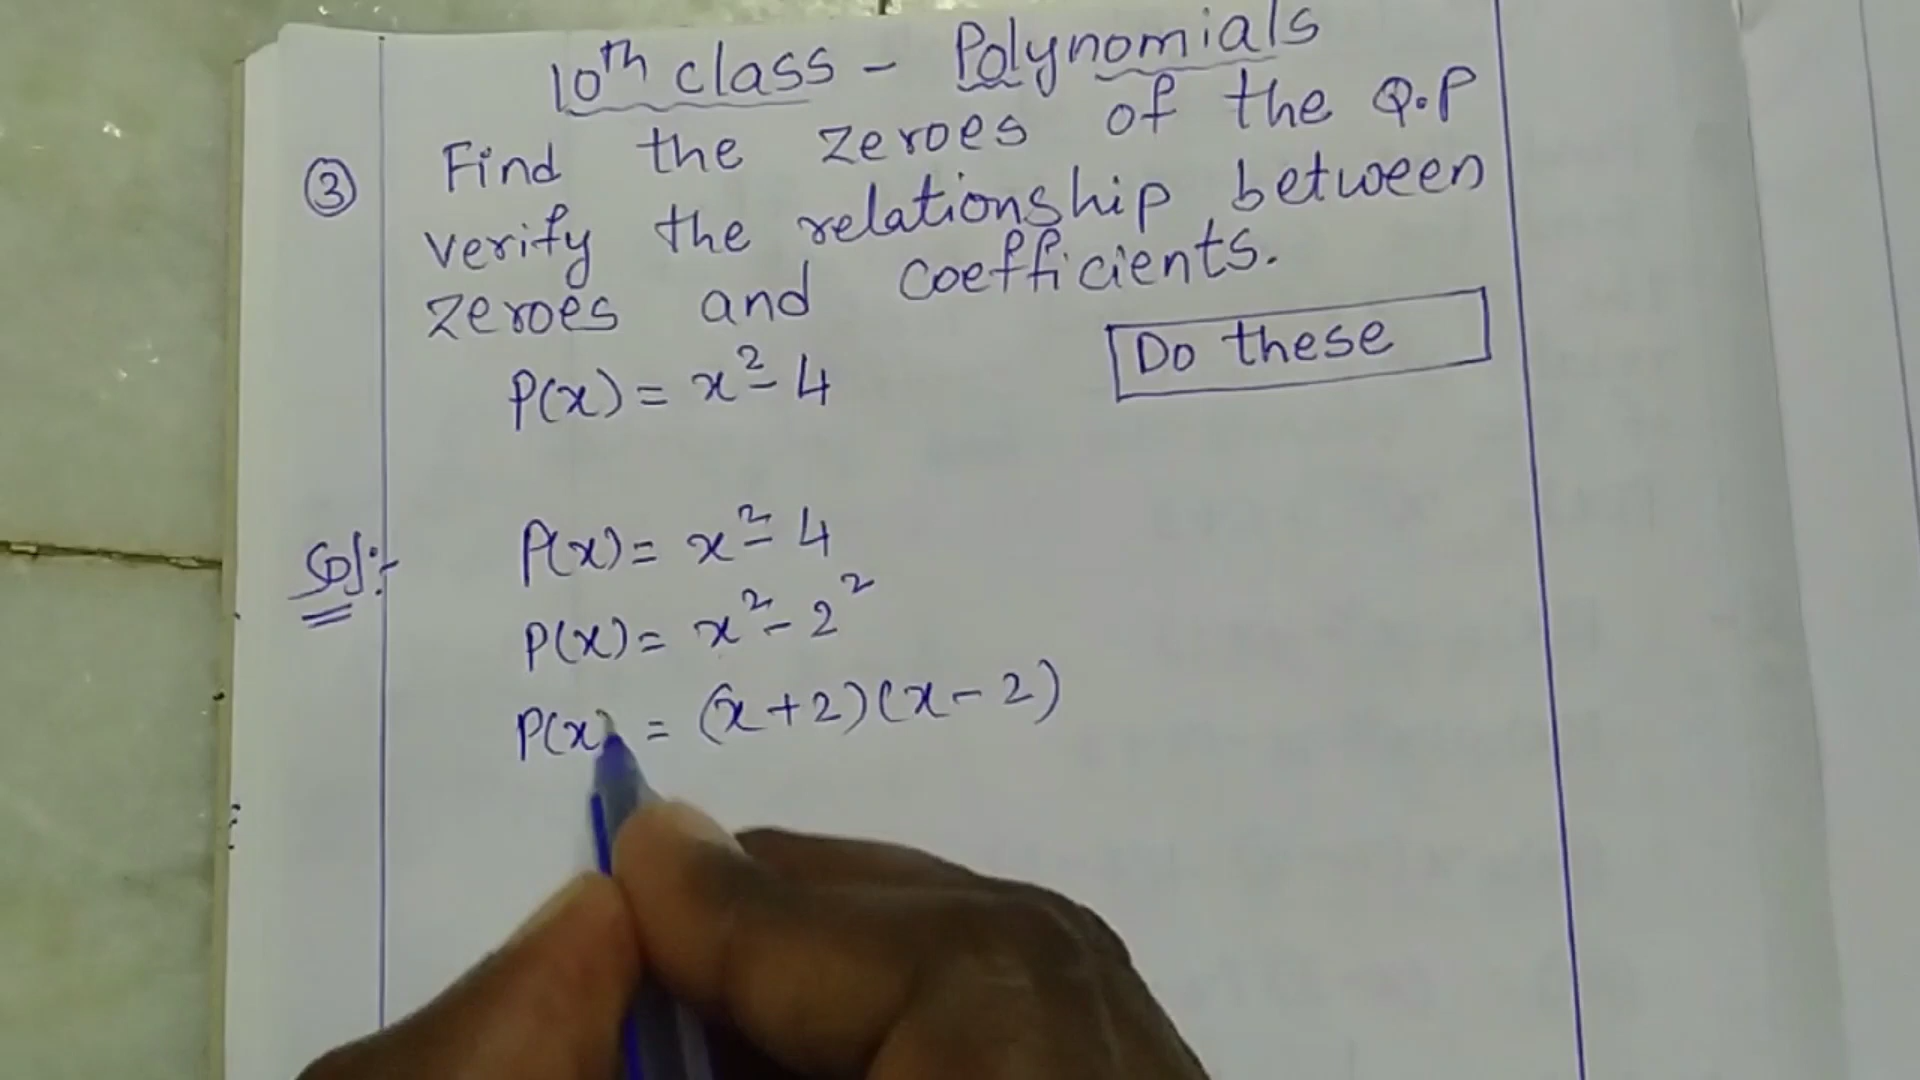 10th class - Polynomials
③ Find the zeroes of the Q.P
verify the relationship between
zeroes and coefficients.
Do these
P(x) = x² - 4
Sol:- P(x) = x² - 4
P(x) = x² - 2²
P(x) = (x+2)(x-2)